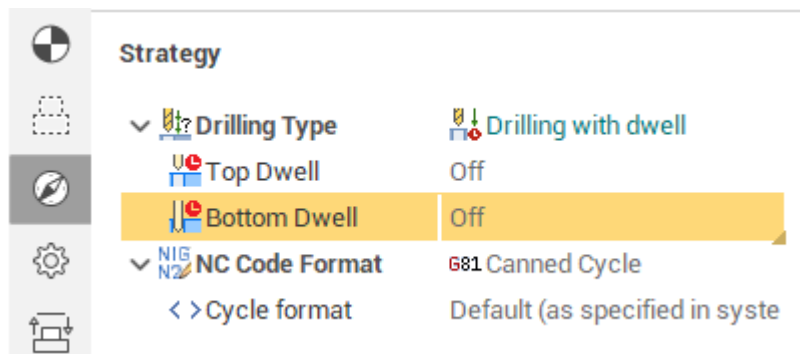 Strategy
Drilling Type Drilling with dwell
Top Dwell Off
Bottom Dwell Off
NC Code Format G81 Canned Cycle
< > Cycle format Default (as specified in syste